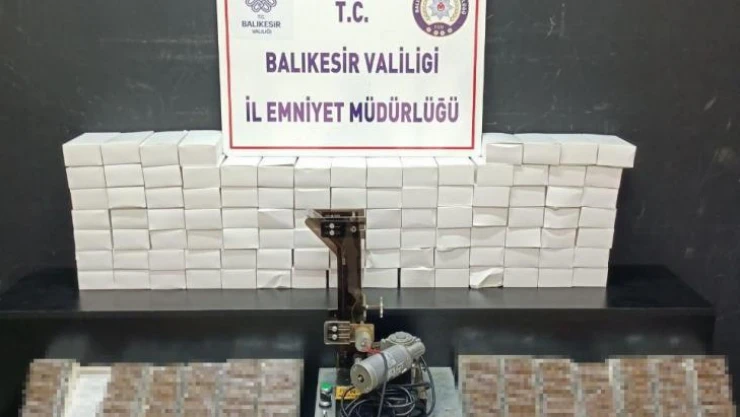 T.C.
BALIKESİR
VALİLİĞİ
T.C.
BALIKESİR VALİLİĞİ
İL EMNİYET MÜDÜRLÜĞÜ